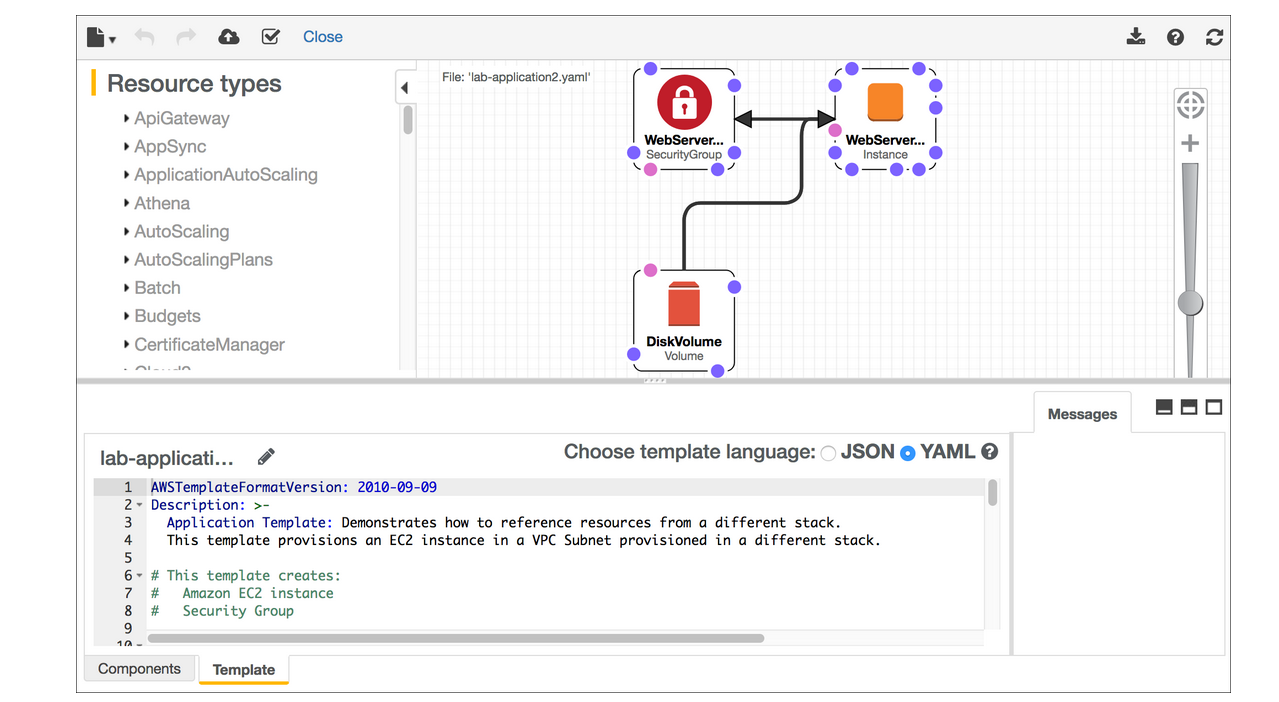 Close
Resource types
ApiGateway
AppSync
ApplicationAutoScaling
Athena
AutoScaling
AutoScalingPlans
Batch
Budgets
CertificateManager
File: 'lab-application2.yaml'
WebServer...
SecurityGroup
WebServer...
Instance
DiskVolume
Volume
Messages
lab-applicati...
Choose template language: JSON YAML
1 AWSTemplateFormatVersion: 2010-09-09
2 Description: >-
3 Application Template: Demonstrates how to reference resources from a different stack.
4 This template provisions an EC2 instance in a VPC Subnet provisioned in a different stack.
5
6 # This template creates:
7 #   Amazon EC2 instance
8 #   Security Group
9
10
Components
Template